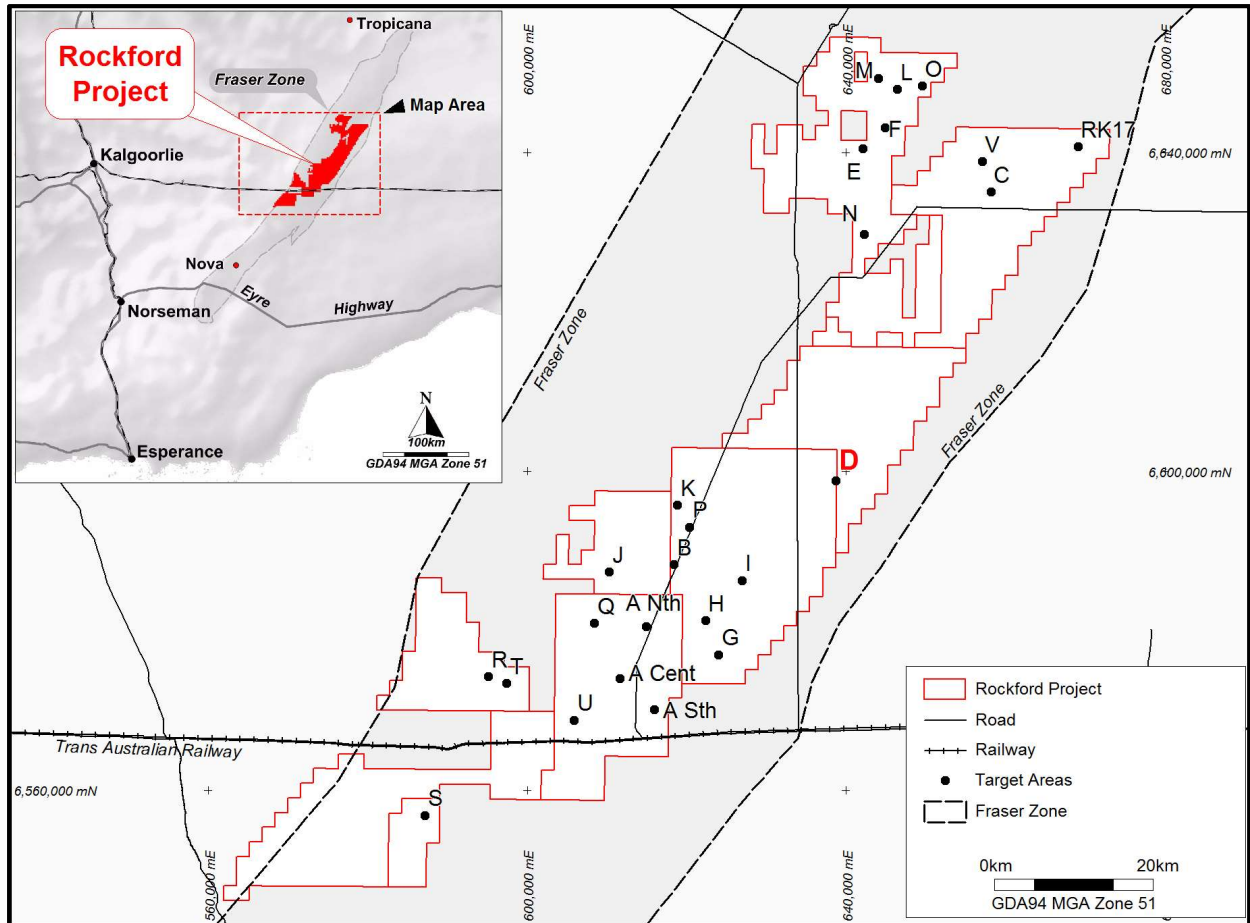 Tropicana
Rockford
Project
Fraser Zone
Map Area
Kalgoorlie
Nova
Eyre
Highway
Norseman
N
100km
GDA94 MGA Zone 51
Esperance
600,000 mE
640,000 mE
680,000 mE
M
L
O
F
E
V
RK17
C
6,640,000 mN
N
Fraser Zone
Fraser Zone
D
6,600,000 mN
K
P
B
J
I
Q
A Nth
H
G
R
T
A Cent
U
A Sth
Trans Australian Railway
6,560,000 mN
S
560,000 mE
600,000 mE
640,000 mE
Rockford Project
Road
Railway
Target Areas
Fraser Zone
0km
20km
GDA94 MGA Zone 51